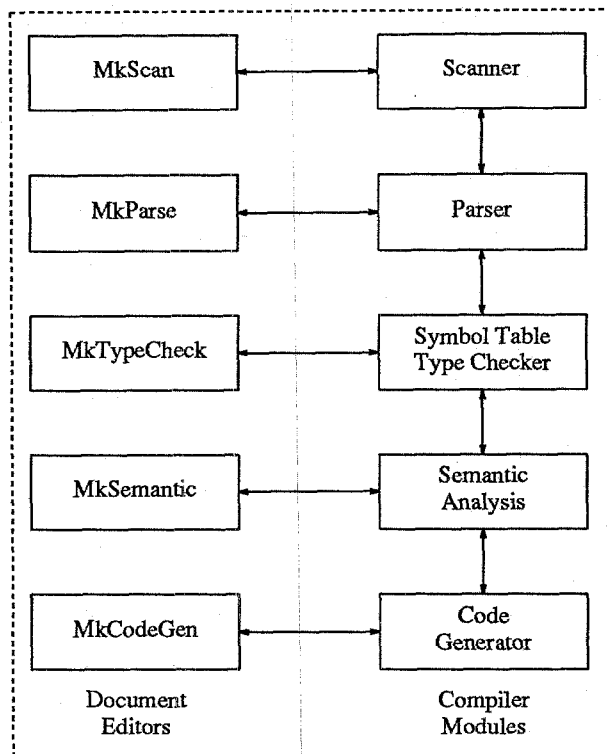 MkScan
Scanner
MkParse
Parser
MkTypeCheck
Symbol Table
Type Checker
MkSemantic
Semantic
Analysis
MkCodeGen
Code
Generator
Document
Editors
Compiler
Modules